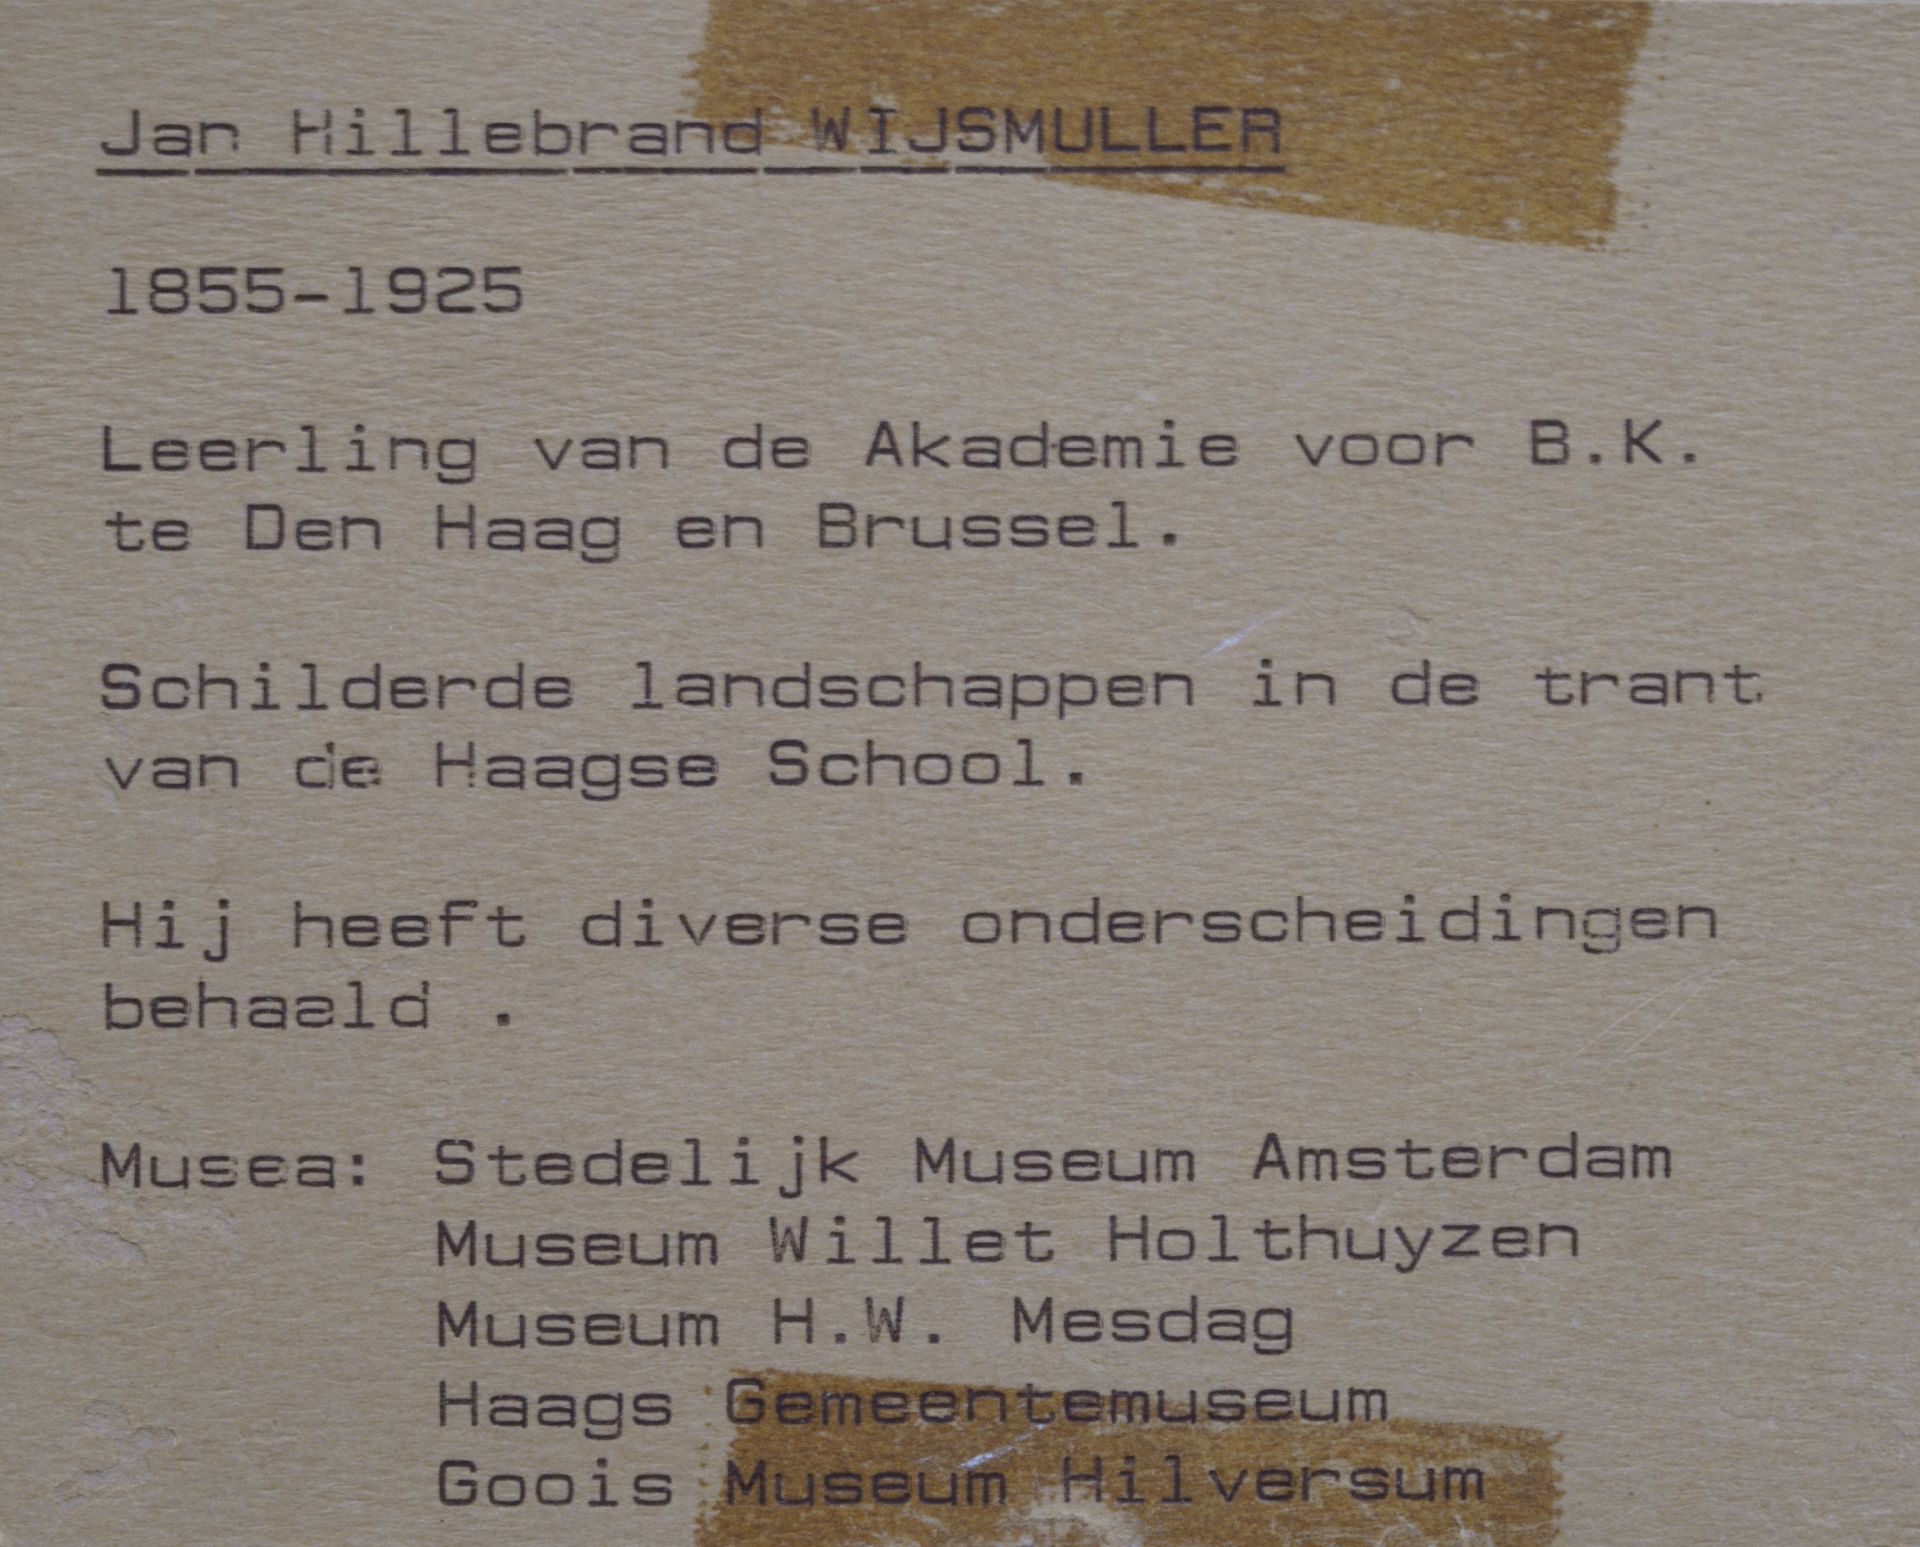 Jan Hillebrand WIJSMULLER
1855-1925
Leerling van de Akademie voor B.K.
te Den Haag en Brussel.
Schilderde landschappen in de trant
van de Haagse School.
Hij heeft diverse onderscheidingen
behaald .
Musea: Stedelijk Museum Amsterdam
Museum Willet Holthuyzen
Museum H.W. Mesdag
Haags Gemeentemuseum
Goois Museum Hilversum